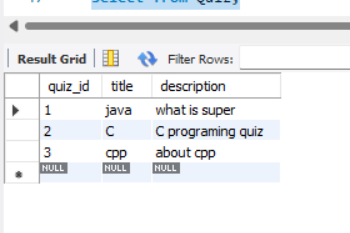 Result Grid Filter Rows:
quiz_id title description
1 java what is super
2 C C programing quiz
3 cpp about cpp
NULL NULL NULL